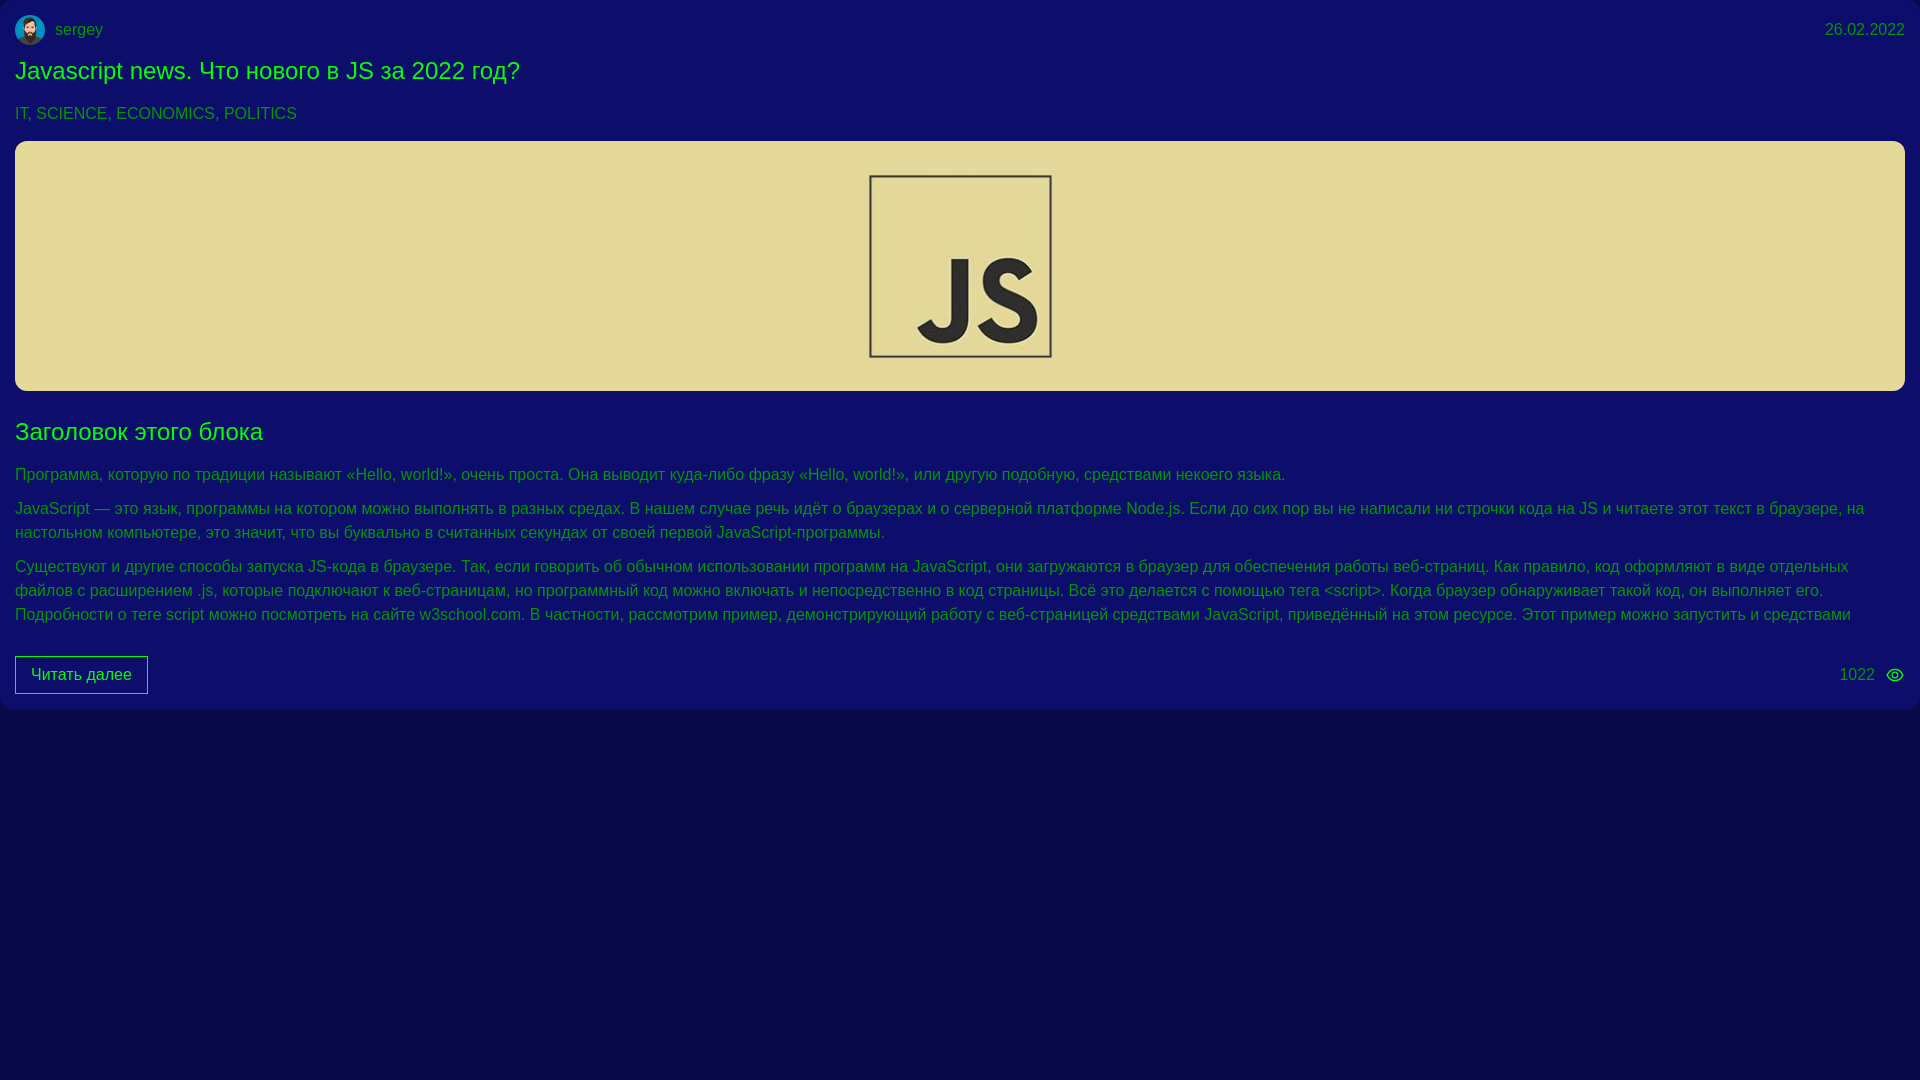 sergey
26.02.2022
Javascript news. Что нового в JS за 2022 год?
IT, SCIENCE, ECONOMICS, POLITICS
JS
Заголовок этого блока
Программа, которую по традиции называют «Hello, world!», очень проста. Она выводит куда-либо фразу «Hello, world!», или другую подобную, средствами некоего языка.
JavaScript — это язык, программы на котором можно выполнять в разных средах. В нашем случае речь идёт о браузерах и о серверной платформе Node.js. Если до сих пор вы не написали ни строчки кода на JS и читаете этот текст в браузере, на
настольном компьютере, это значит, что вы буквально в считанных секундах от своей первой JavaScript-программы.
Существуют и другие способы запуска JS-кода в браузере. Так, если говорить об обычном использовании программ на JavaScript, они загружаются в браузер для обеспечения работы веб-страниц. Как правило, код оформляют в виде отдельных
файлов с расширением .js, которые подключают к веб-страницам, но программный код можно включать и непосредственно в код страницы. Всё это делается с помощью тега <script>. Когда браузер обнаруживает такой код, он выполняет его.
Подробности о теге script можно посмотреть на сайте w3school.com. В частности, рассмотрим пример, демонстрирующий работу с веб-страницей средствами JavaScript, приведённый на этом ресурсе. Этот пример можно запустить и средствами
Читать далее
1022